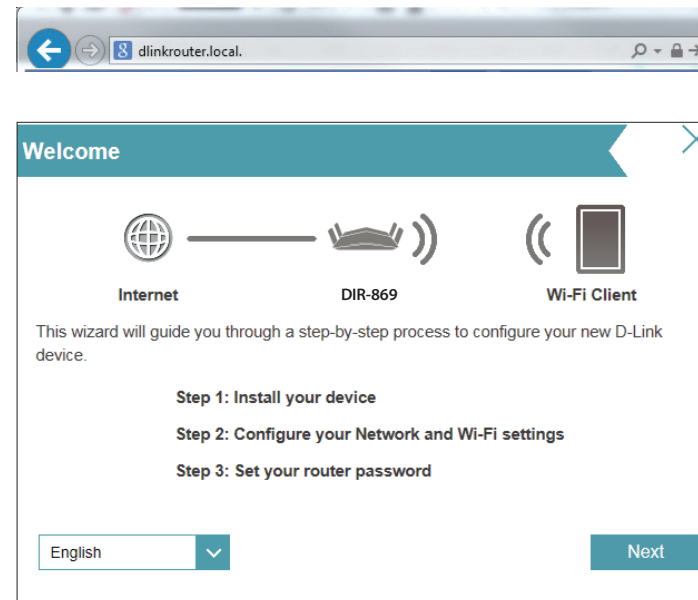 dlinkrouter.local.
Welcome
Internet
DIR-869
Wi-Fi Client
This wizard will guide you through a step-by-step process to configure your new D-Link
device.
Step 1: Install your device
Step 2: Configure your Network and Wi-Fi settings
Step 3: Set your router password
English
Next